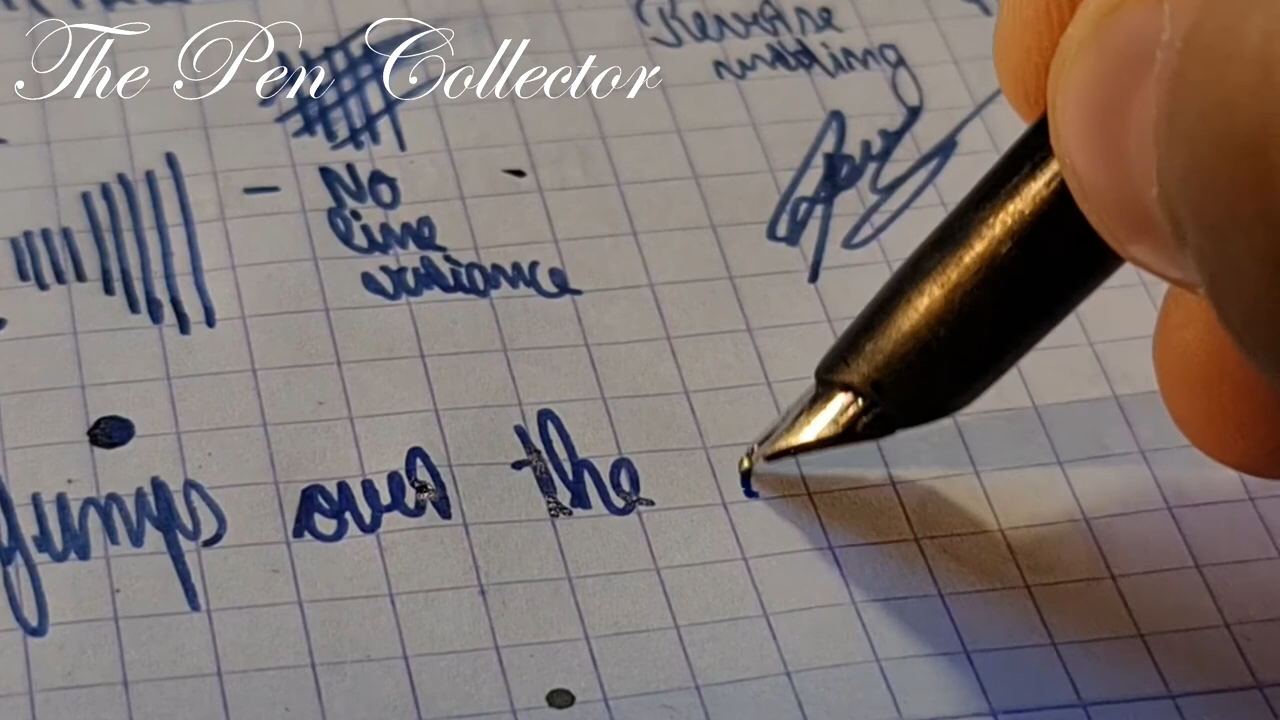 The Pen Collector
Reverse
writing
No
line
variance
jumps over the